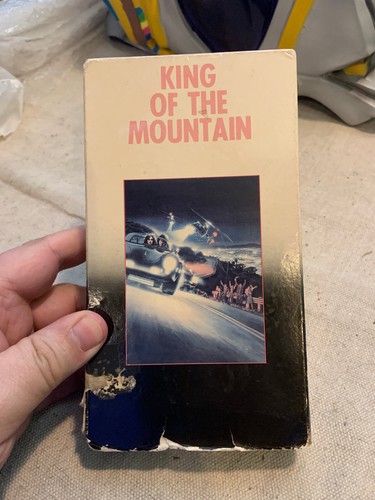 KING
OF THE
MOUNTAIN